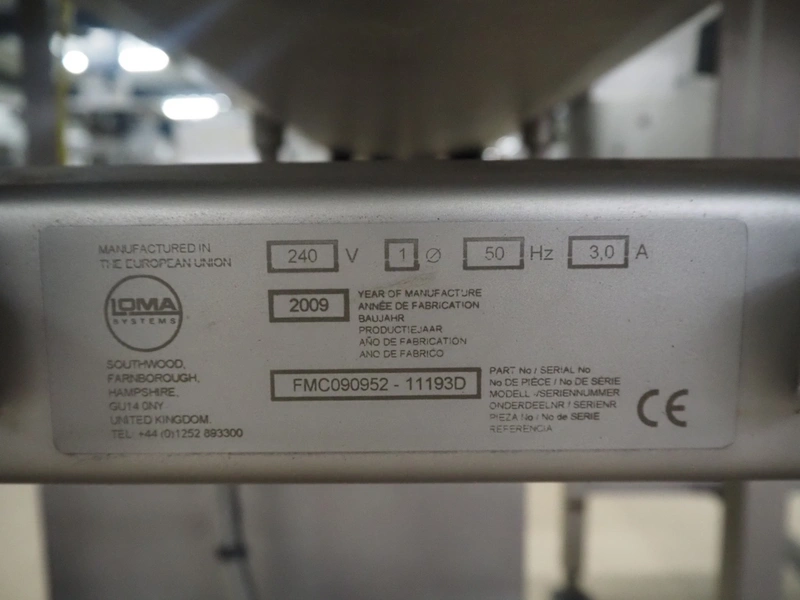 MANUFACTURED IN
THE EUROPEAN UNION
240 V 1 Ø 50 Hz 3,0 A
LOMA
SYSTEMS
2009
YEAR OF MANUFACTURE
ANNÉE DE FABRICATION
BAUJAHR
PRODUCTIEJAAR
AÑO DE FABRICATION
ANO DE FABRICO
SOUTHWOOD,
FARNBOROUGH,
HAMPSHIRE,
GU14 0NY
UNITED KINGDOM.
TEL: +44 (0)1252 893300
FMC090952 - 11193D
PART No / SERIAL No
No DE PIÈCE / No DE SERIE
MODELL -/SERIENNUMMER
ONDERDEELNR / SERIENR
PIEZA No / No de SERIE
REFERENCIA
CE